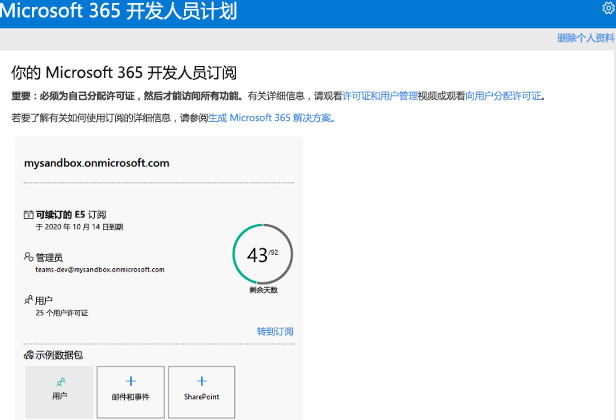 Microsoft 365 开发人员计划
删除个人资料
你的 Microsoft 365 开发人员订阅
重要：必须为自己分配许可证，然后才能访问所有功能。有关详细信息，请观看许可证和用户管理视频或观看向用户分配许可证。
若要了解有关如何使用订阅的详细信息，请参阅生成 Microsoft 365 解决方案。
mysandbox.onmicrosoft.com
可续订的 E5 订阅
于 2020 年 10 月 14 日到期
43/92
剩余天数
管理员
teams-dev@mysandbox.onmicrosoft.com
用户
25 个用户许可证
转到订阅
示例数据包
用户
邮件和事件
SharePoint